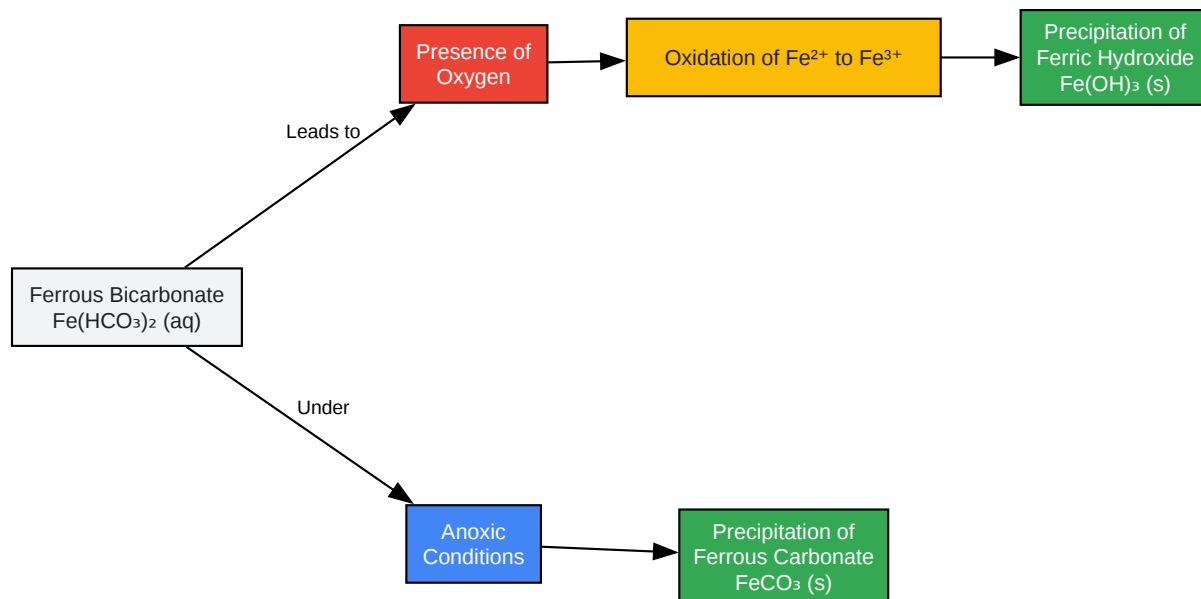 Presence of
Oxygen
Oxidation of Fe²⁺ to Fe³⁺
Precipitation of
Ferric Hydroxide
Fe(OH)₃ (s)
Leads to
Ferrous Bicarbonate
Fe(HCO₃)₂ (aq)
Under
Anoxic
Conditions
Precipitation of
Ferrous Carbonate
FeCO₃ (s)